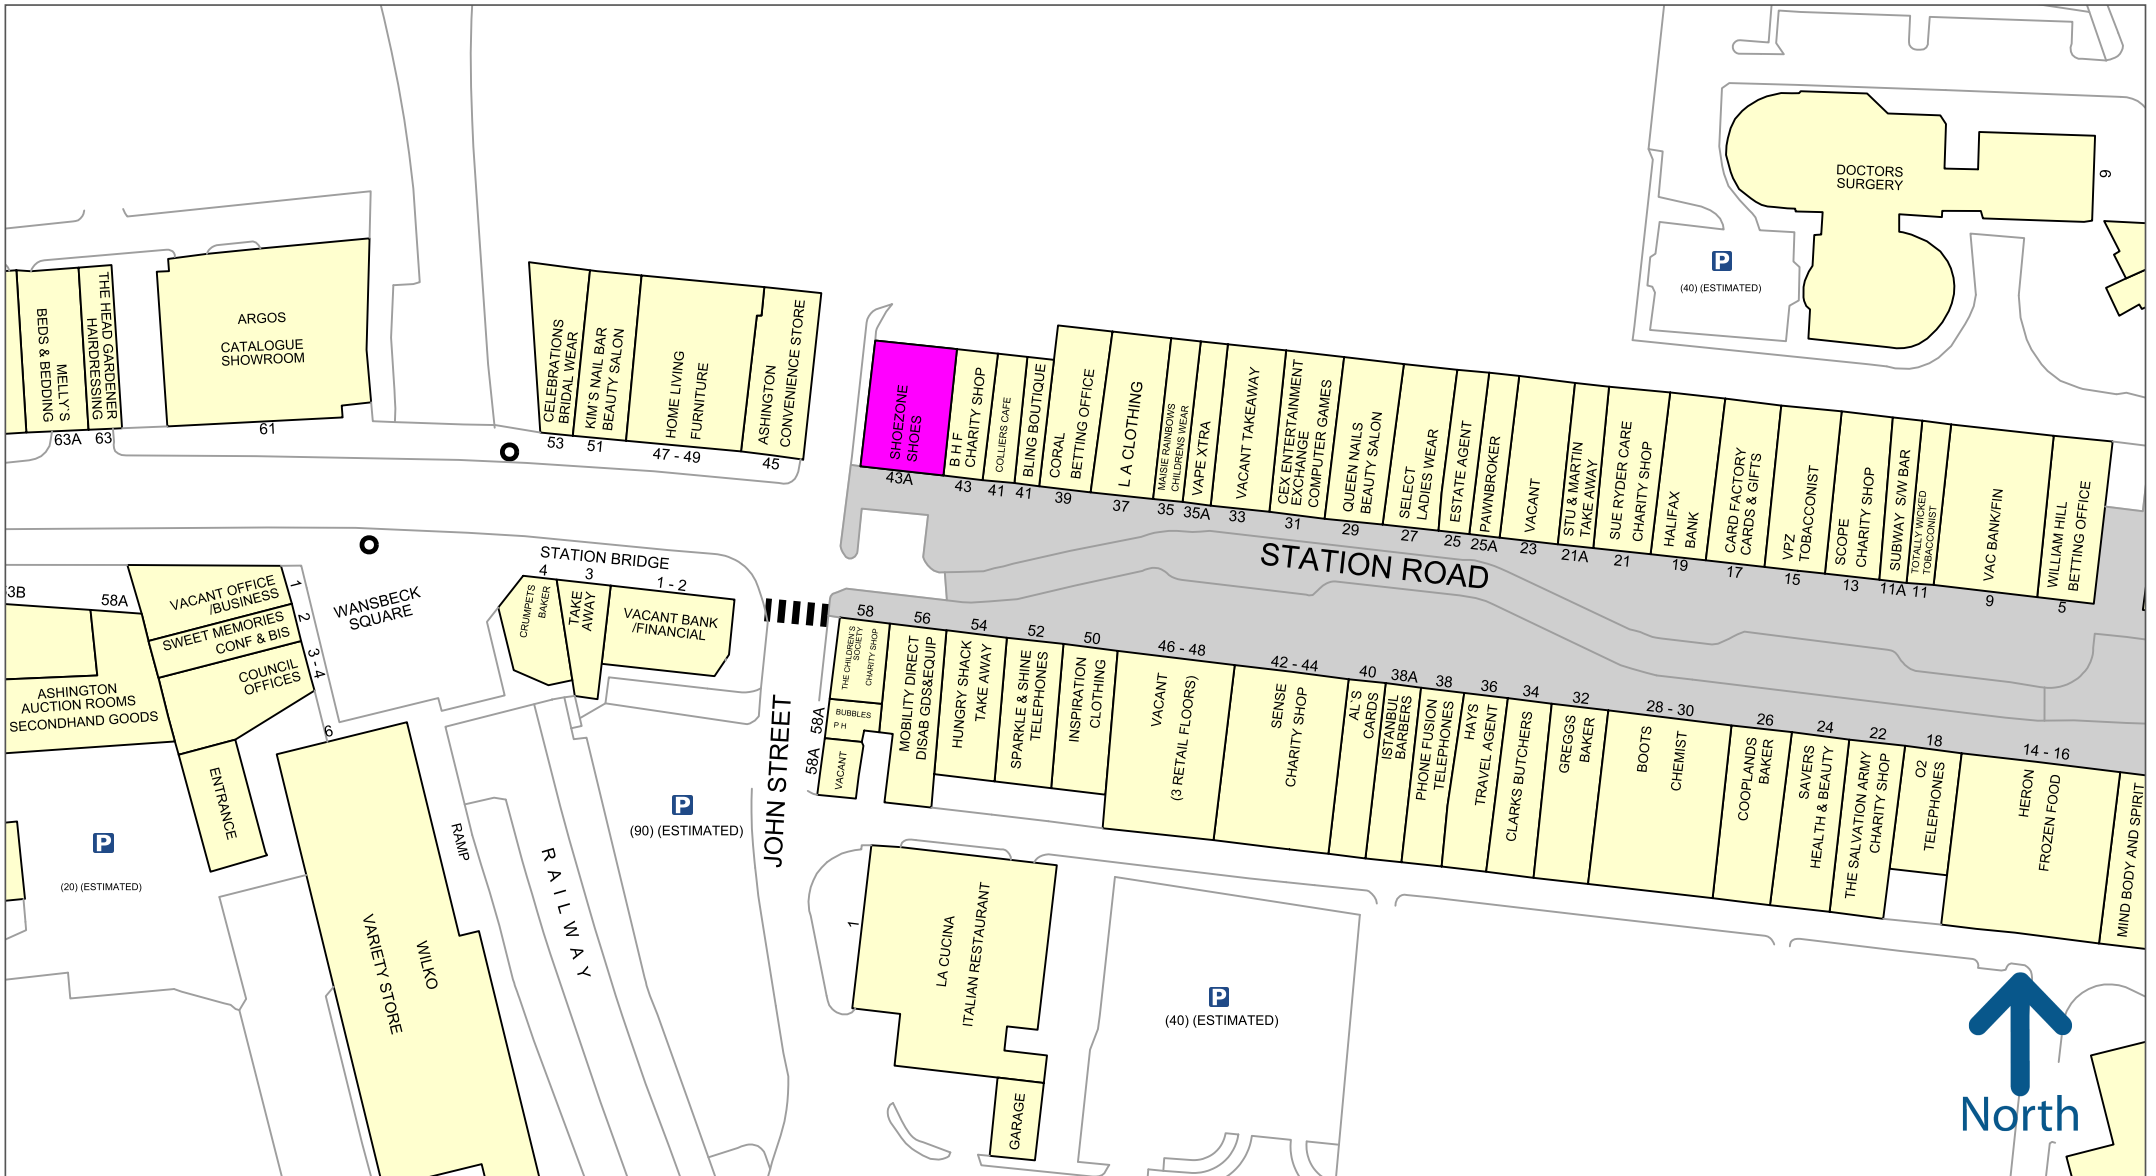 DOCTORS
SURGERY
9
P
(40) (ESTIMATED)
BEDS & BEDDING
MELLY'S
63A
THE HEAD GARDENER
HAIRDRESSING
63
ARGOS
CATALOGUE
SHOWROOM
61
CELEBRATIONS
BRIDAL WEAR
53
KIM'S NAIL BAR
BEAUTY SALON
51
HOME LIVING
FURNITURE
47 - 49
ASHINGTON
CONVENIENCE STORE
45
SHOEZONE
SHOES
43A
B H F
CHARITY SHOP
43
COLLIERS CAFE
41
BLING BOUTIQUE
41
CORAL
BETTING OFFICE
39
L A CLOTHING
37
MAISIE RAINBOWS
CHILDRENS WEAR
35
VAPE XTRA
35A
VACANT TAKEAWAY
33
CEX ENTERTAINMENT
EXCHANGE
COMPUTER GAMES
31
QUEEN NAILS
BEAUTY SALON
29
SELECT
LADIES WEAR
27
ESTATE AGENT
25
PAWNBROKER
25A
VACANT
23
STU & MARTIN
TAKE AWAY
21A
SUE RYDER CARE
CHARITY SHOP
21
HALIFAX
BANK
19
CARD FACTORY
CARDS & GIFTS
17
VPZ
TOBACCONIST
15
SCOPE
CHARITY SHOP
13
SUBWAY S/W BAR
11A
TOTALLY WICKED
TOBACCONIST
11
VAC BANK/FIN
9
WILLIAM HILL
BETTING OFFICE
5
STATION ROAD
STATION BRIDGE
4
3
1 - 2
CRUMPETS
BAKER
TAKE
AWAY
VACANT BANK
/FINANCIAL
WANSBECK
SQUARE
3B
58A
VACANT OFFICE
/BUSINESS
1
SWEET MEMORIES
CONF & BIS
2
COUNCIL
OFFICES
3 - 4
ASHINGTON
AUCTION ROOMS
SECONDHAND GOODS
ENTRANCE
6
WILKO
VARIETY STORE
P
(20) (ESTIMATED)
RAMP
RAILWAY
P
(90) (ESTIMATED)
JOHN STREET
58
THE CHILDREN'S
SOCIETY
CHARITY SHOP
58A
BUBBLES
P H
58A
VACANT
56
MOBILITY DIRECT
DISAB GDS&EQUIP
54
HUNGRY SHACK
TAKE AWAY
52
SPARKLE & SHINE
TELEPHONES
50
INSPIRATION
CLOTHING
46 - 48
VACANT
(3 RETAIL FLOORS)
42 - 44
SENSE
CHARITY SHOP
40
AL'S
CARDS
38A
ISTANBUL
BARBERS
38
PHONE FUSION
TELEPHONES
36
HAYS
TRAVEL AGENT
34
CLARKS BUTCHERS
32
GREGGS
BAKER
28 - 30
BOOTS
CHEMIST
26
COOPLANDS
BAKER
24
SAVERS
HEALTH & BEAUTY
22
THE SALVATION ARMY
CHARITY SHOP
18
O2
TELEPHONES
14 - 16
HERON
FROZEN FOOD
MIND BODY AND SPIRIT
1
LA CUCINA
ITALIAN RESTAURANT
GARAGE
P
(40) (ESTIMATED)
North